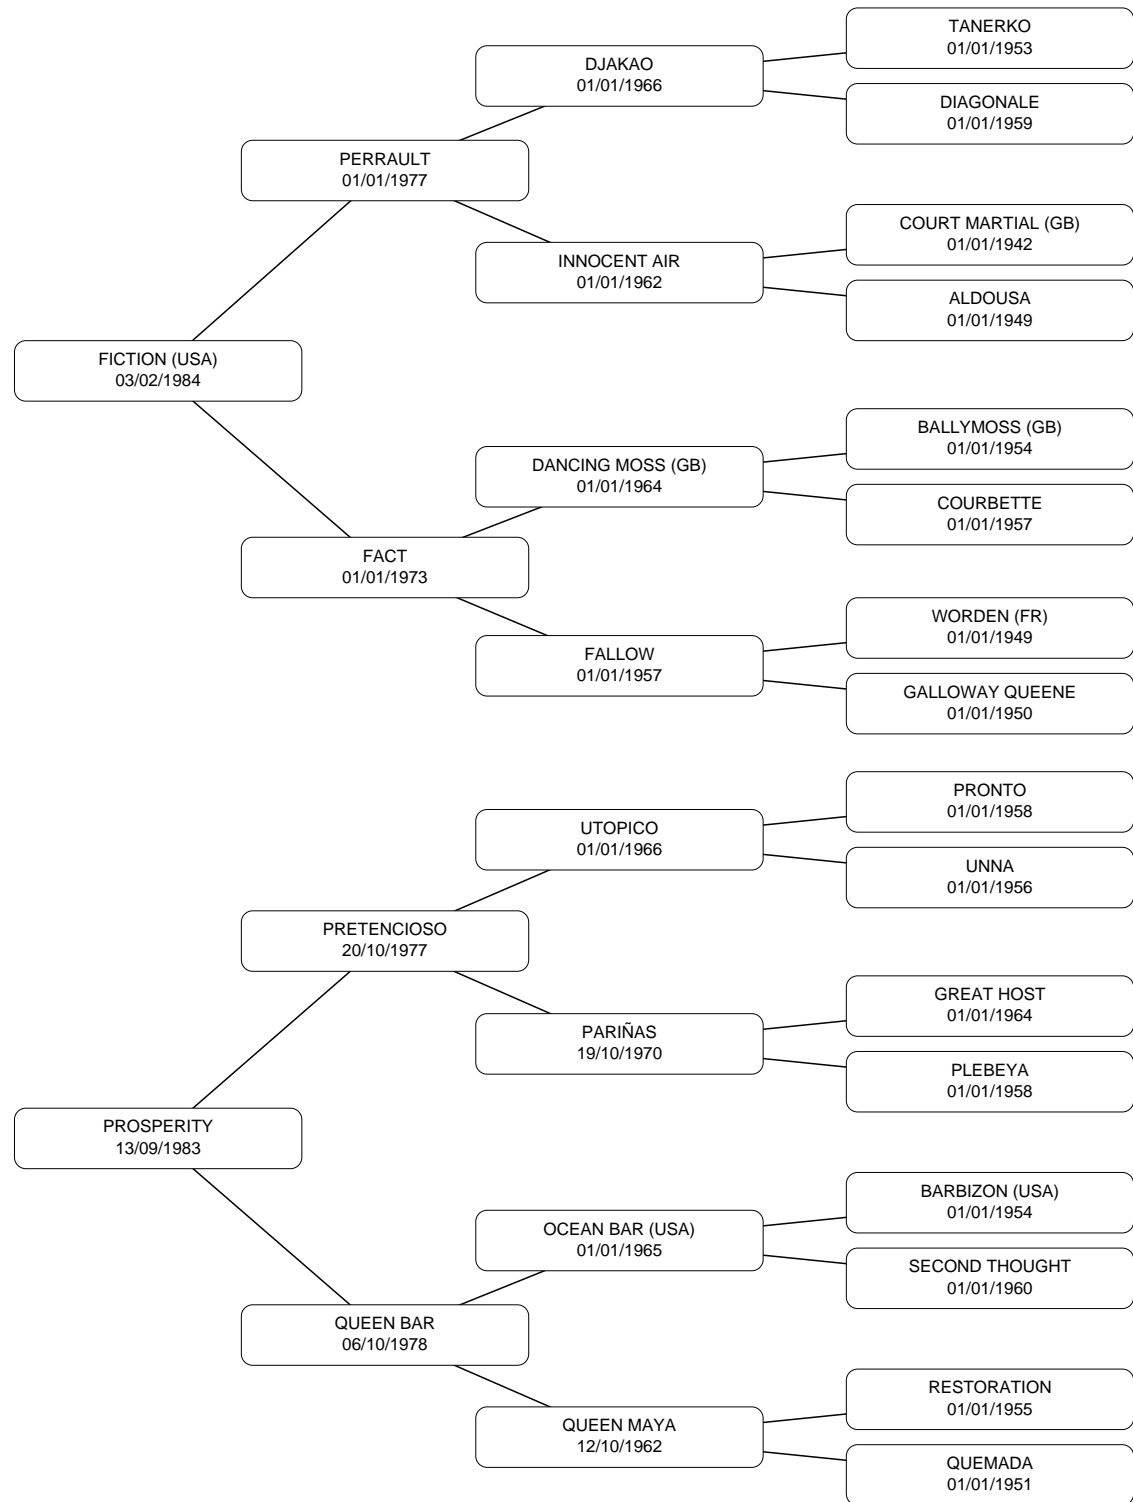 TANERKO
01/01/1953
DJAKAO
01/01/1966
DIAGONALE
01/01/1959
PERRAULT
01/01/1977
COURT MARTIAL (GB)
01/01/1942
INNOCENT AIR
01/01/1962
ALDOUSA
01/01/1949
FICTION (USA)
03/02/1984
BALLYMOSS (GB)
01/01/1954
DANCING MOSS (GB)
01/01/1964
COURBETTE
01/01/1957
FACT
01/01/1973
WORDEN (FR)
01/01/1949
FALLOW
01/01/1957
GALLOWAY QUEENE
01/01/1950
PRONTO
01/01/1958
UTOPICO
01/01/1966
UNNA
01/01/1956
PRETENCIOSO
20/10/1977
GREAT HOST
01/01/1964
PARIÑAS
19/10/1970
PLEBEYA
01/01/1958
PROSPERITY
13/09/1983
BARBIZON (USA)
01/01/1954
OCEAN BAR (USA)
01/01/1965
SECOND THOUGHT
01/01/1960
QUEEN BAR
06/10/1978
RESTORATION
01/01/1955
QUEEN MAYA
12/10/1962
QUEMADA
01/01/1951